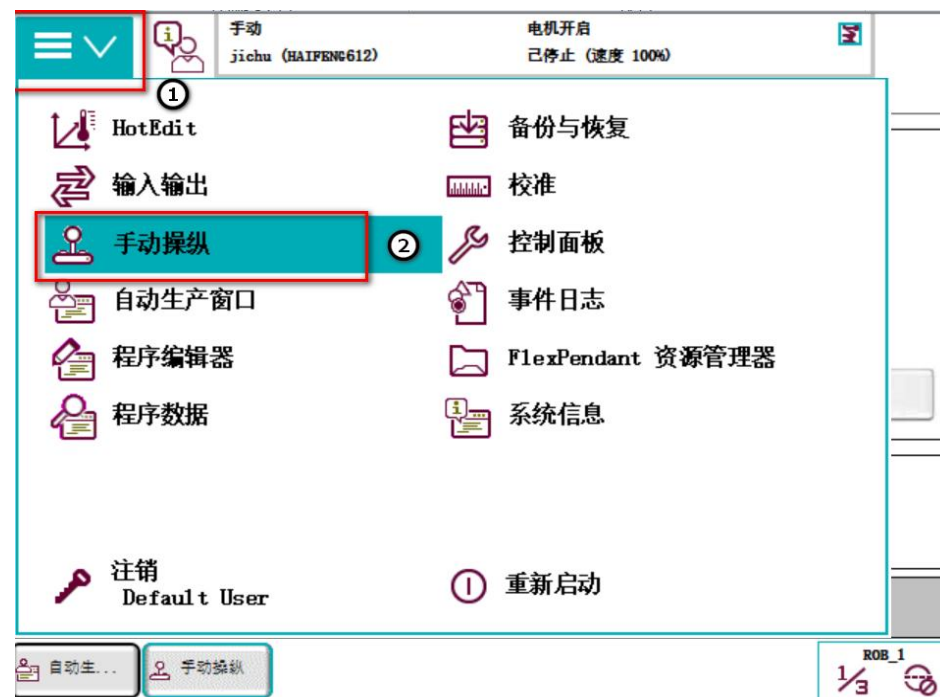 手动
jichu (HAIFENG612)
电机开启
己停止 (速度 100%)
①
HotEdit
备份与恢复
输入输出
校准
手动操纵
②
控制面板
自动生产窗口
事件日志
程序编辑器
FlexPendant 资源管理器
程序数据
系统信息
注销
Default User
重新启动
自动生...
手动操纵
ROB_1
1/3